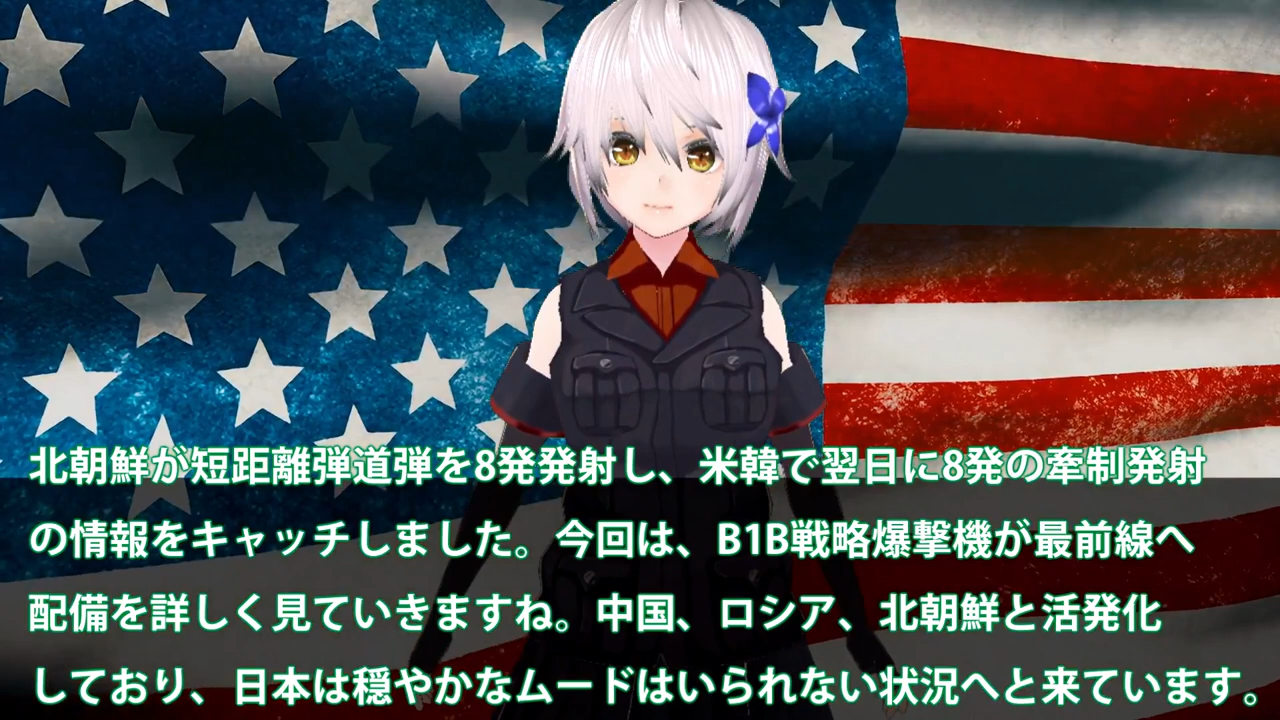 北朝鮮が短距離弾道弾を8発発射し、米韓で翌日に8発の牽制発射
の情報をキャッチしました。今回は、B1B戦略爆撃機が最前線へ
配備を詳しく見ていきますね。中国、ロシア、北朝鮮と活発化
しており、日本は穏やかなムードはいられない状況へと来ています。